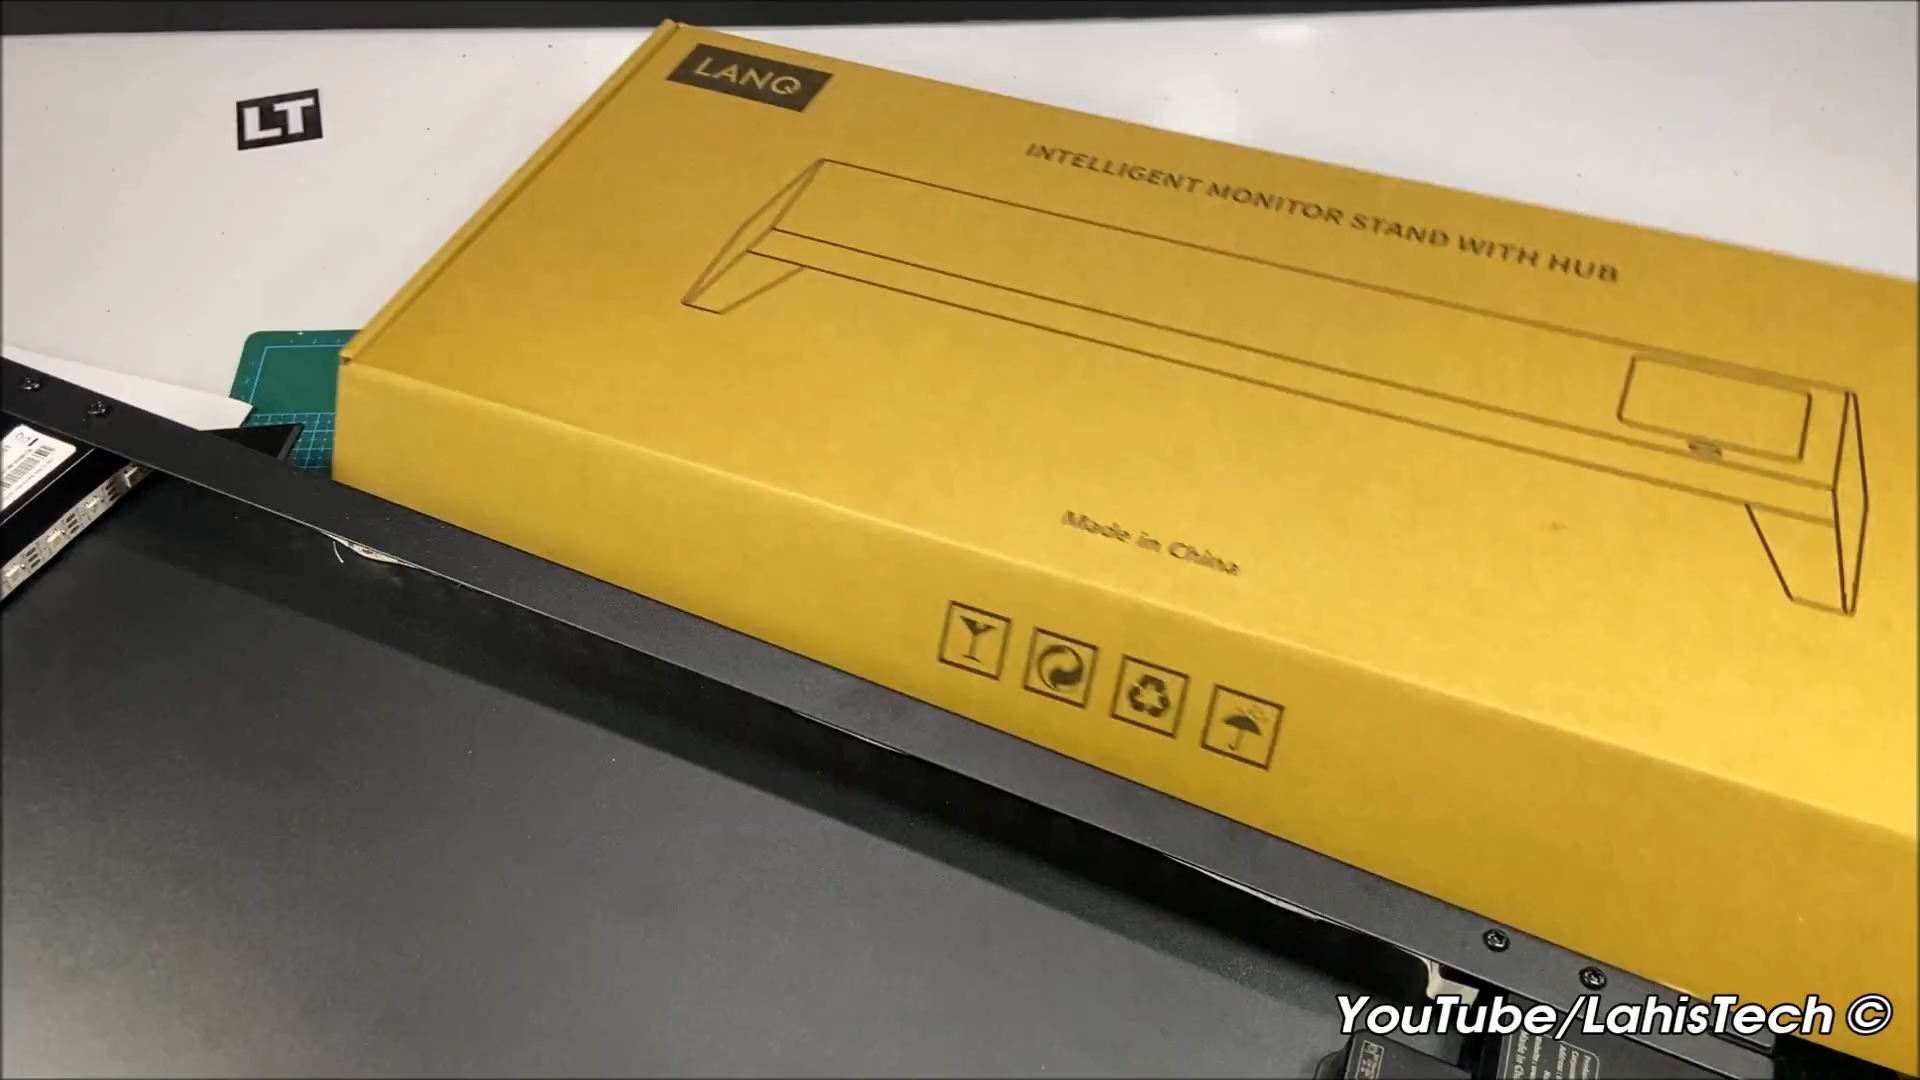 LANQ
LT
INTELLIGENT MONITOR STAND WITH HUB
Made in China
YouTube/LahisTech ©